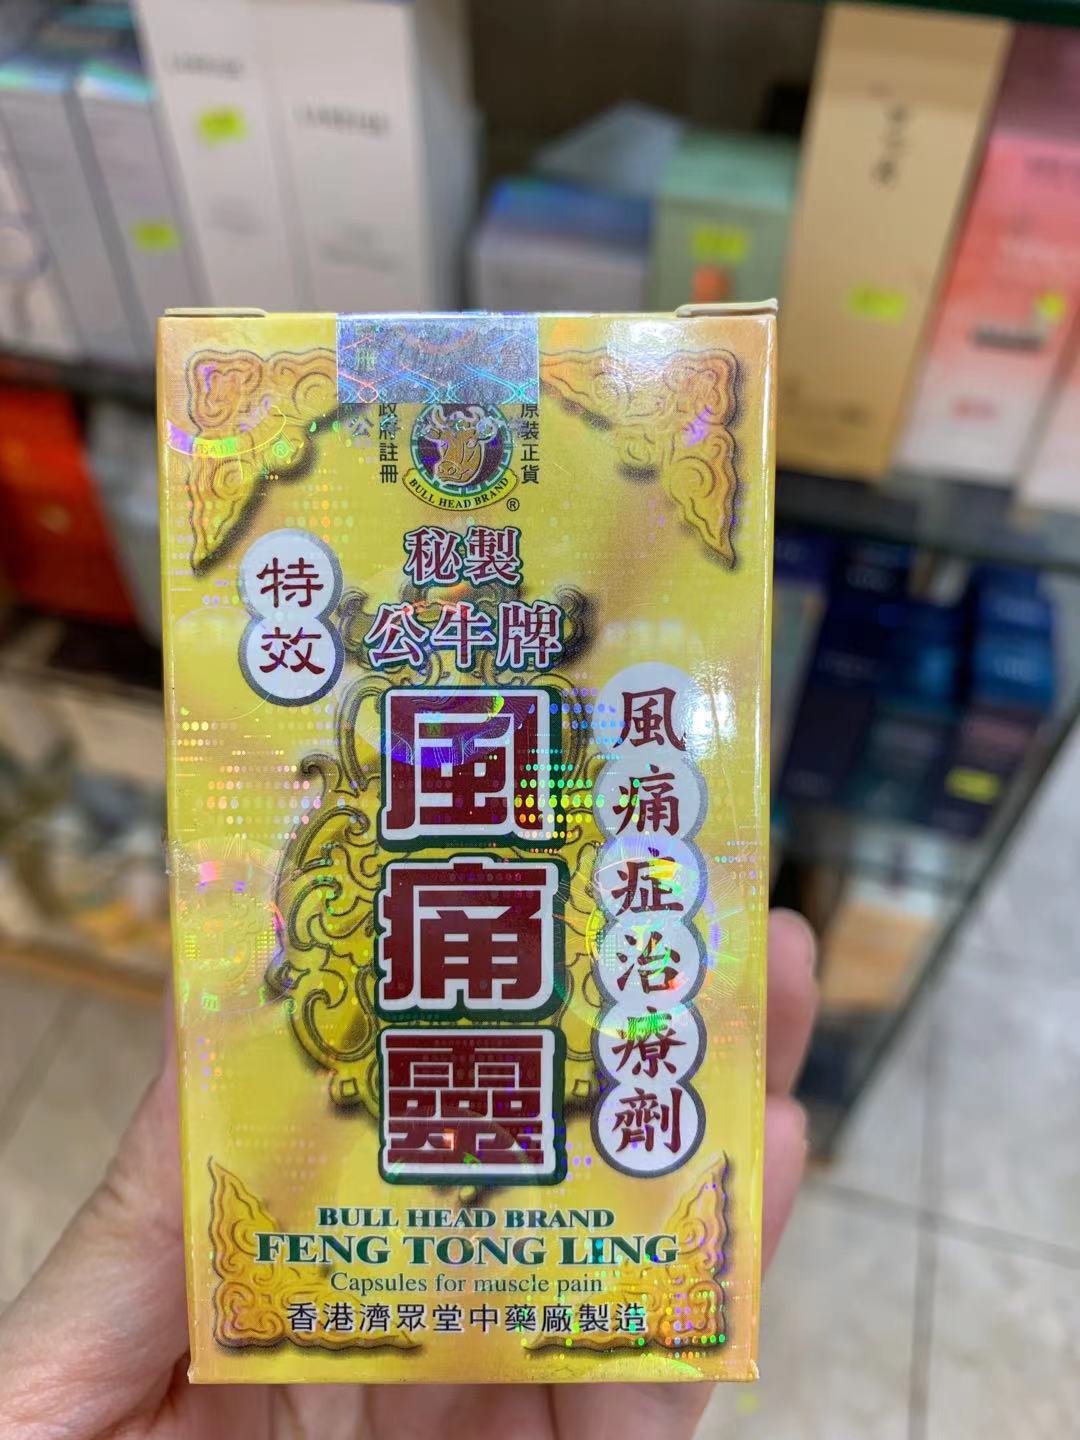 政府註冊
原裝正貨
BULL HEAD BRAND
®
秘製
公牛牌
特效
風痛靈
風痛症治療劑
BULL HEAD BRAND
FENG TONG LING
Capsules for muscle pain
香港濟眾堂中藥廠製造